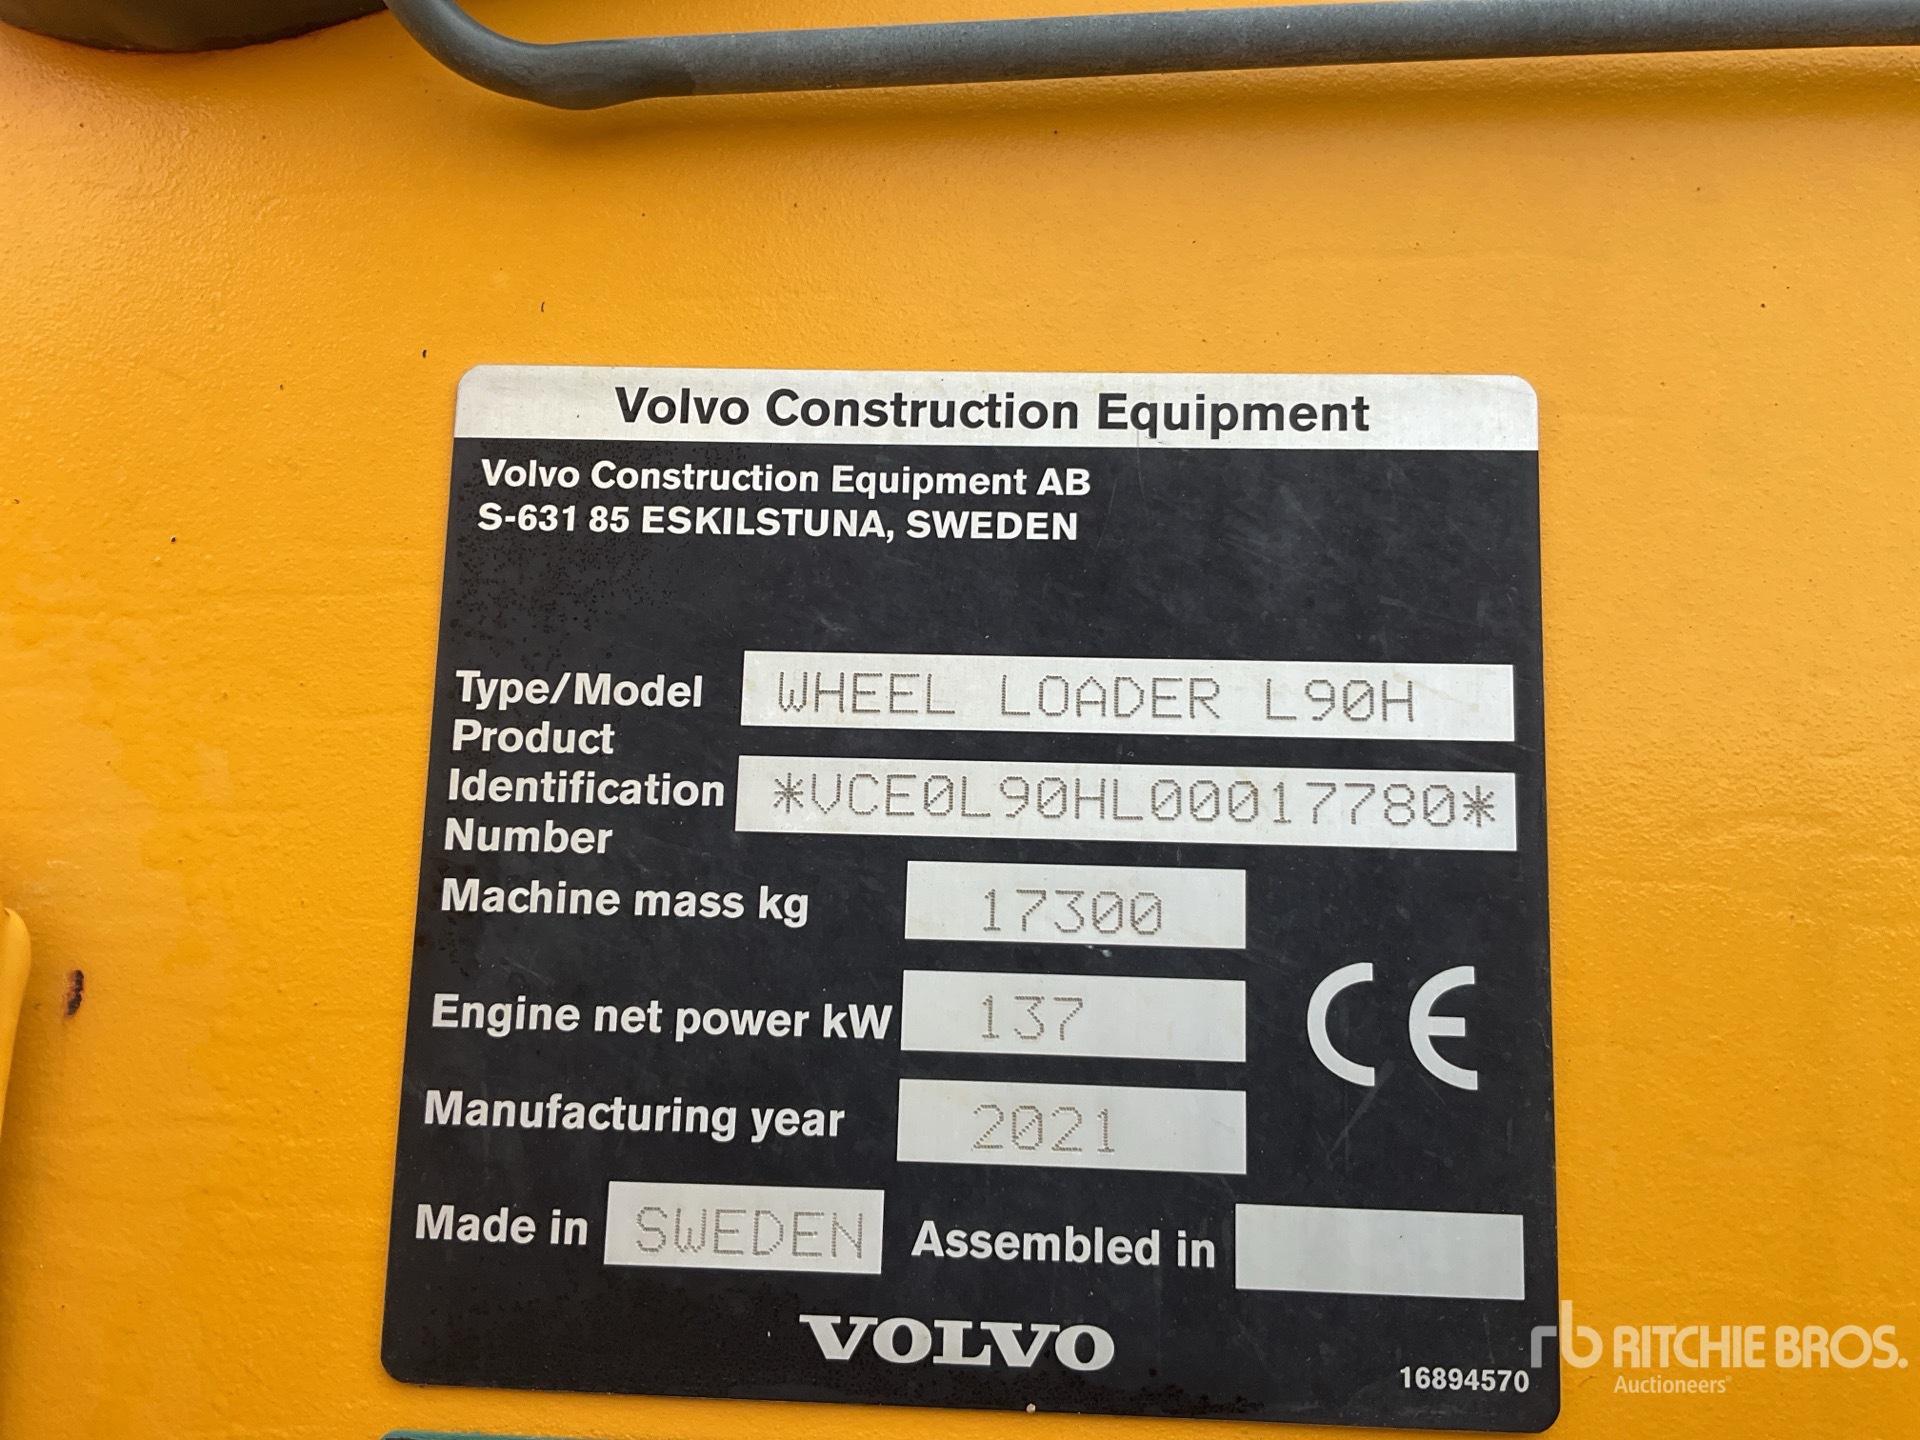 Volvo Construction Equipment
Volvo Construction Equipment AB
S-631 85 ESKILSTUNA, SWEDEN
Type/Model WHEEL LOADER L90H
Product
Identification *VCE0L90HL00017780*
Number
Machine mass kg 17300
Engine net power kW 137
CE
Manufacturing year 2021
Made in SWEDEN Assembled in
VOLVO
16894570
rb RITCHIE BROS.
Auctioneers